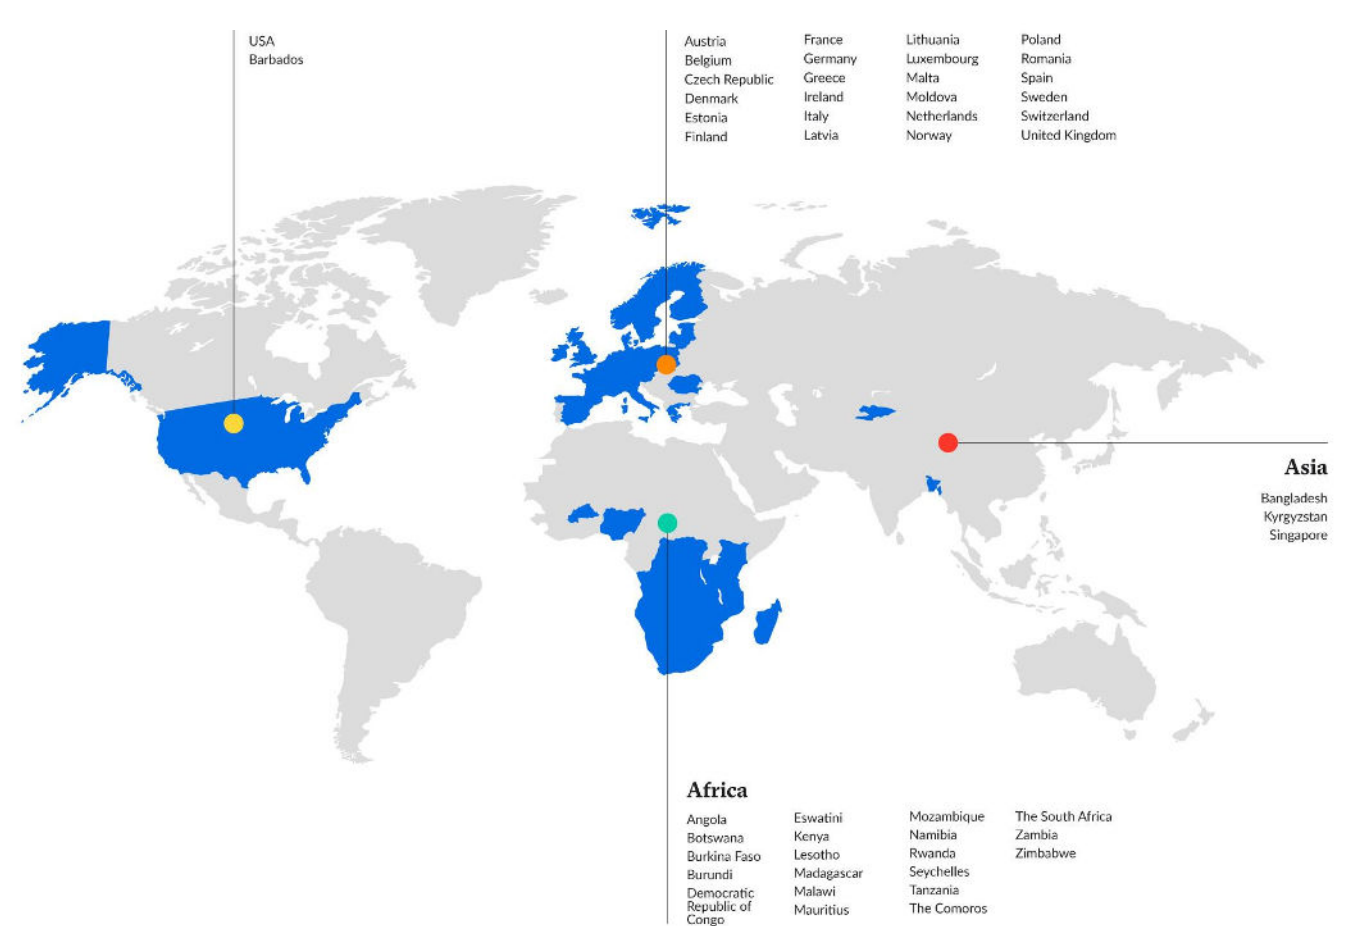 USA
Barbados
Austria
Belgium
Czech Republic
Denmark
Estonia
Finland
France
Germany
Greece
Ireland
Italy
Latvia
Lithuania
Luxembourg
Malta
Moldova
Netherlands
Norway
Poland
Romania
Spain
Sweden
Switzerland
United Kingdom
Asia
Bangladesh
Kyrgyzstan
Singapore
Africa
Angola
Botswana
Burkina Faso
Burundi
Democratic
Republic of
Congo
Eswatini
Kenya
Lesotho
Madagascar
Malawi
Mauritius
Mozambique
Namibia
Rwanda
Seychelles
Tanzania
The Comoros
The South Africa
Zambia
Zimbabwe